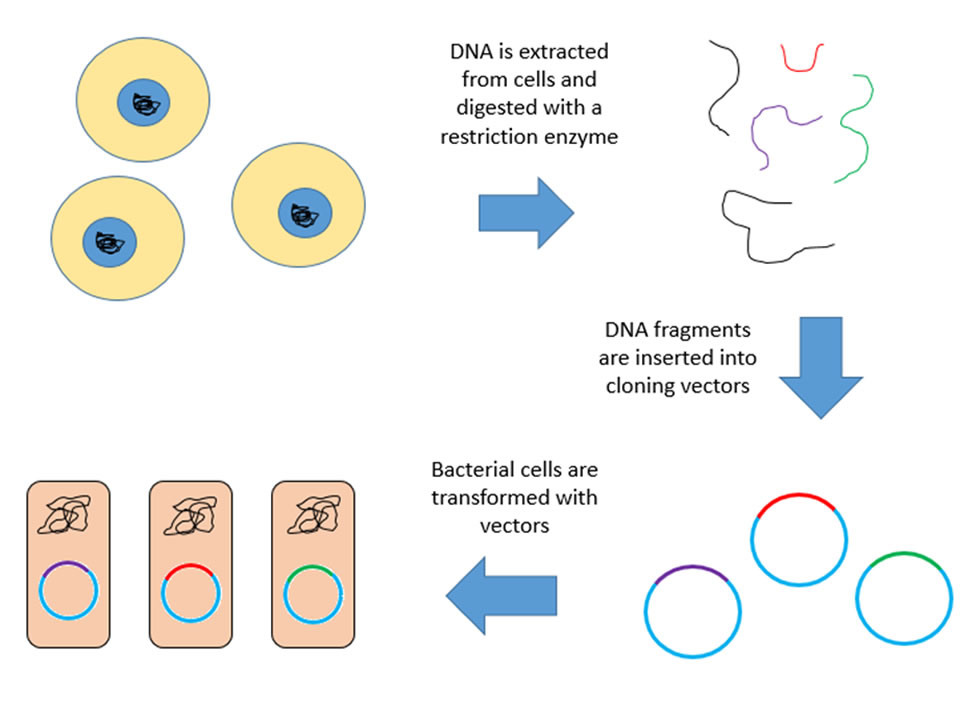 DNA is extracted
from cells and
digested with a
restriction enzyme
DNA fragments
are inserted into
cloning vectors
Bacterial cells are
transformed with
vectors